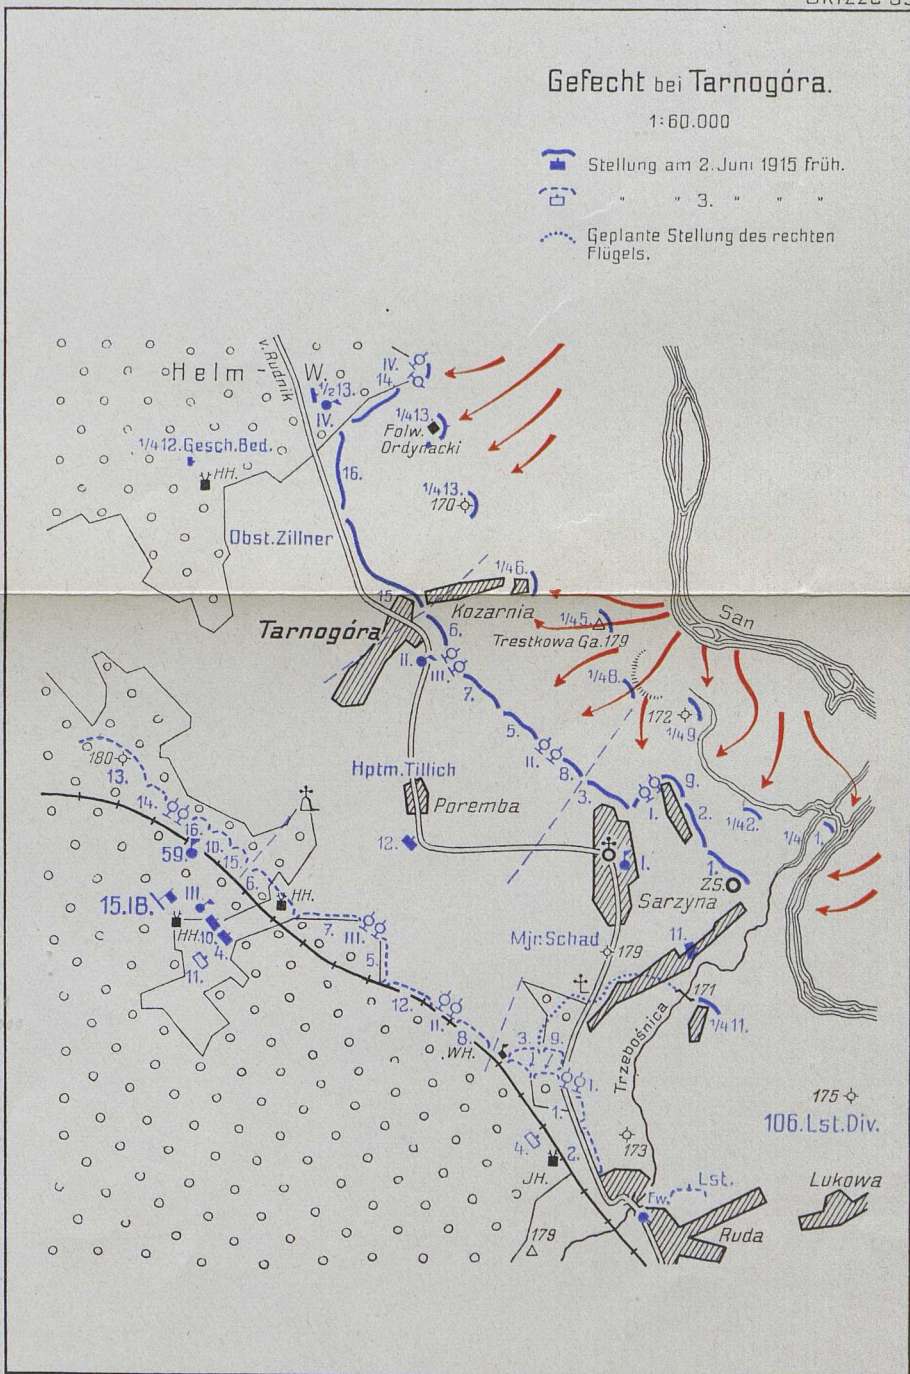 Gefecht bei Tarnogóra.
1:60.000
Stellung am 2. Juni 1915 früh.
" " 3. " " "
Geplante Stellung des rechten
Flügels.
v. Rudnik
Helm-W.
IV.
14.
1/2 13.
IV.
1/4 13.
Folw.
Ordynacki
1/4 12. Gesch. Bed.
HH.
16.
1/4 13.
170
Obst. Zillner
1/4 6.
15.
Kozarnia
San
Tarnogóra
6.
1/4 5.
Trestkowa Ga. 179
II.
III.
7.
1/4 8.
172
1/4 9.
5.
180
13.
Hptm. Tillich
II.
8.
9.
14.
3.
I.
2.
1/4 2.
1/4 1.
Poremba
16.
10.
59.
15.
12.
I.
1.
ZS.
6.
HH.
Sarzyna
15. IB.
III.
7.
III.
HH.
10.
4.
Mjr. Schad
11.
11.
5.
179
171
12.
1/4 11.
II.
8.
3.
9.
WH.
Trzebośnica
I.
175
1.
106. Lst. Div.
4.
2.
173
JH.
Lst.
Lukowa
Fw.
179
Ruda